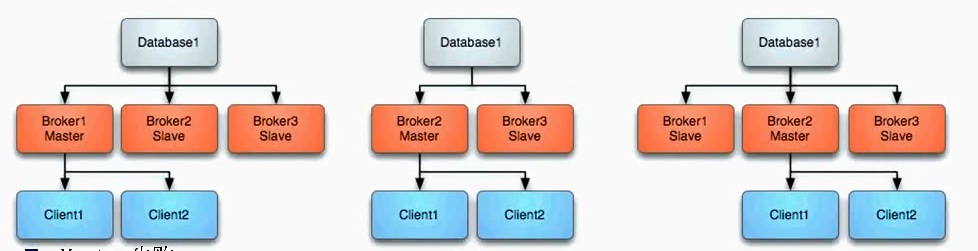 Database1
Broker1
Master
Broker2
Slave
Broker3
Slave
Client1
Client2
Database1
Broker2
Master
Broker3
Slave
Client1
Client2
Database1
Broker1
Slave
Broker2
Master
Broker3
Slave
Client1
Client2